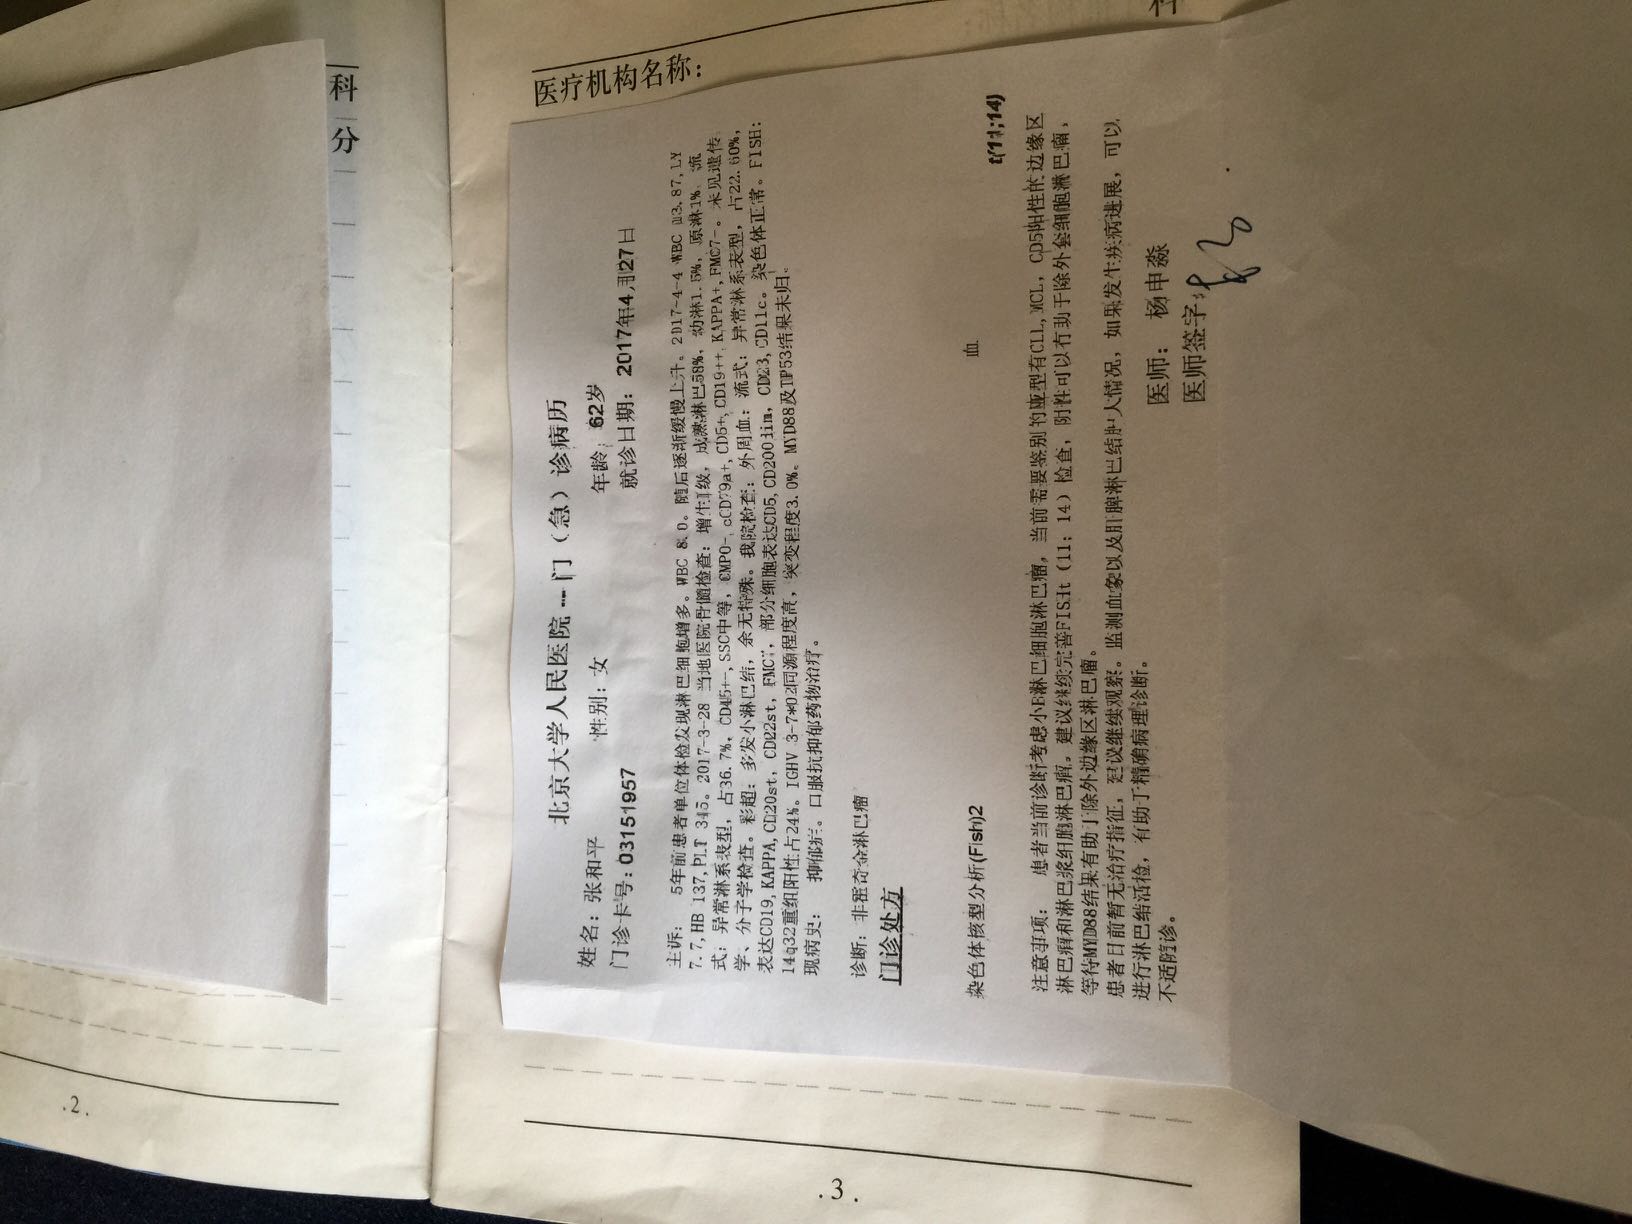 科
分
.2.
科
医疗机构名称:
北京大学人民医院---门(急)诊病历
姓名: 张和平 性别: 女 年龄: 62岁
门诊卡号: 03151957 就诊日期: 2017年4月27日
主诉: 5年前患者单位体检发现淋巴细胞增多。WBC 8.0。随后逐渐缓慢上升。2017-4-4 WBC 13.87, LY
7.7, HB 137, PLT 345。2017-3-28 当地医院骨髓检查: 增生II级, 成熟淋巴58%, 幼淋1.5%, 原淋1%。流
式: 异常淋系表型, 占36.7%, CD45+, SSC中等, CMPO-, cCD79a+, CD5+, CD19++, KAPPA+, FMC7-。未见遗传
学、分子学检查。彩超: 多发小淋巴结, 余无特殊。我院检查: 外周血: 流式: 异常淋系表型, 占22.60%,
表达CD19, KAPPA, CD20st, CD22st, FMC7, 部分细胞表达CD5, CD200dim, CD23, CD11c。染色体正常。FISH:
14q32重组阳性占24%。IGHV 3-7*02同源程度高, 突变程度3.0%。MYD88及TP53结果未归。
现病史: 抑郁症。口服抗抑郁药物治疗。
诊断: 非霍奇金淋巴瘤
门诊处方
染色体核型分析(Fish)2 血 t(11;14)
注意事项: 患者当前诊断考虑小B淋巴细胞淋巴瘤, 当前需要鉴别的亚型有CLL, MCL, CD5阳性的边缘区
淋巴瘤和淋巴浆细胞淋巴瘤。建议继续完善FISHt(11; 14)检查, 阴性可以有助于除外套细胞淋巴瘤,
等待MYD88结果有助于除外边缘区淋巴瘤。
患者目前暂无治疗指征, 建议继续观察。监测血象以及肝脾淋巴结肿大情况, 如果发生疾病进展, 可以
进行淋巴结活检, 有助于精确病理诊断。
不适随诊。
医师: 杨申淼
医师签字:
.3.